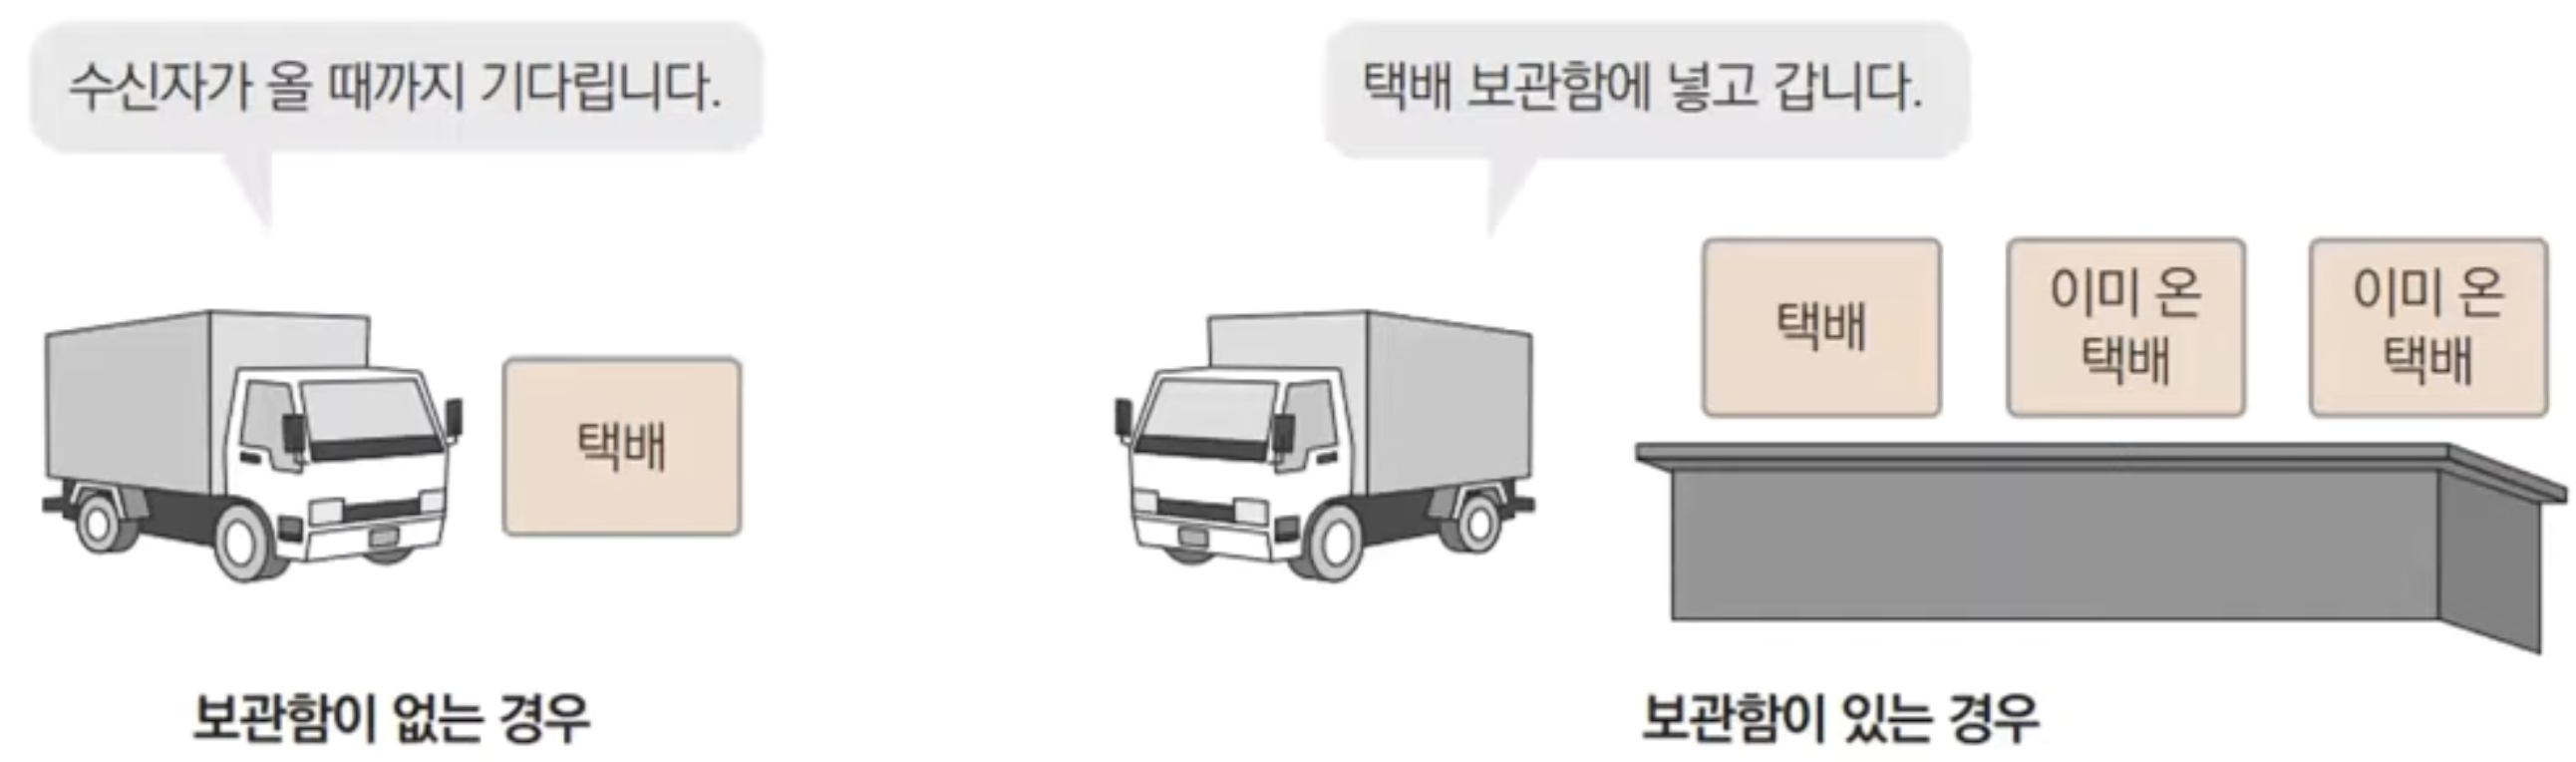 수신자가 올 때까지 기다립니다.
택배
보관함이 없는 경우
택배 보관함에 넣고 갑니다.
택배
이미 온
택배
이미 온
택배
보관함이 있는 경우